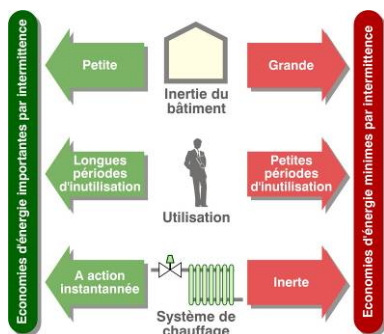 Economies d'énergie importantes par intermittence
Petite
Inertie du
bâtiment
Grande
Longues
périodes
d'inutilisation
Utilisation
Petites
périodes
d'inutilisation
A action
instantannée
Système de
chauffage
Inerte
Economies d'énergie minimes par intermittence